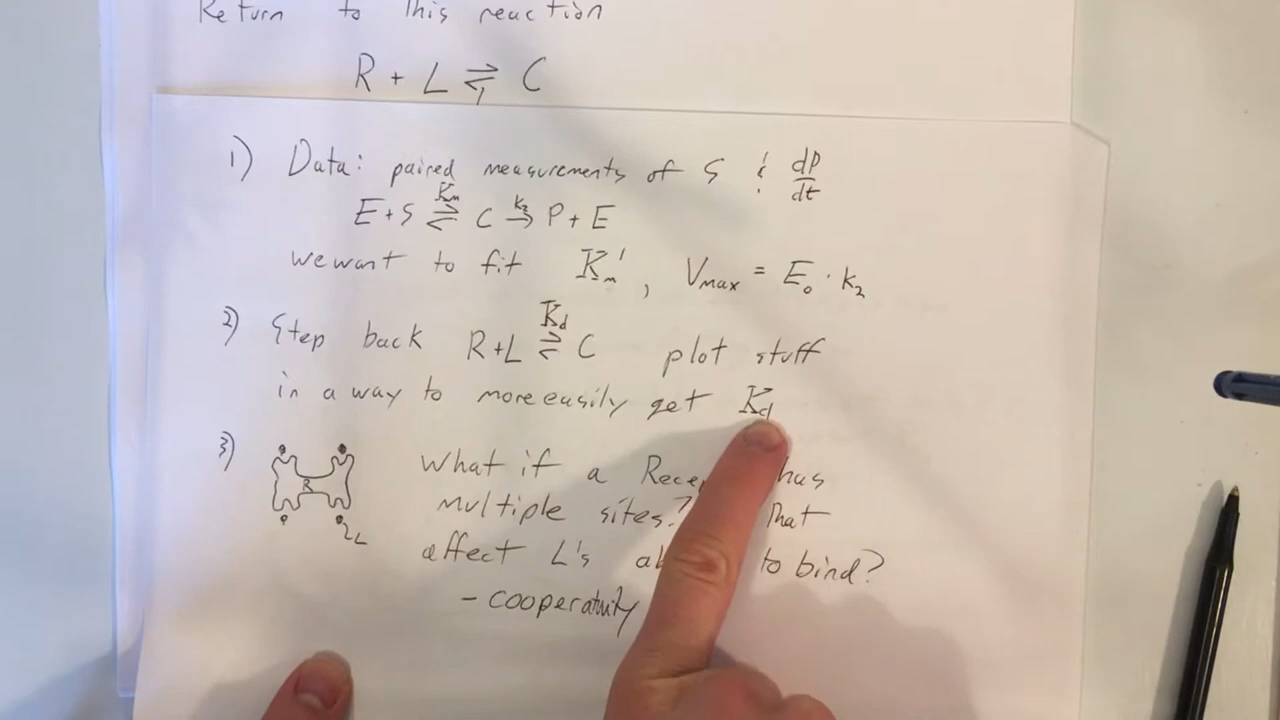 Return to this reaction
R + L ⇌ C
1) Data: paired measurements of S & dP/dt
E + S ⇌ C → P + E
Km k2
we want to fit Km', Vmax = E0 · k2
2) Step back R+L ⇌ C plot stuff
Kd
in a way to more easily get Kd
3) What if a has
R multiple sites? That
L affect L's to bind?
- cooperatuity